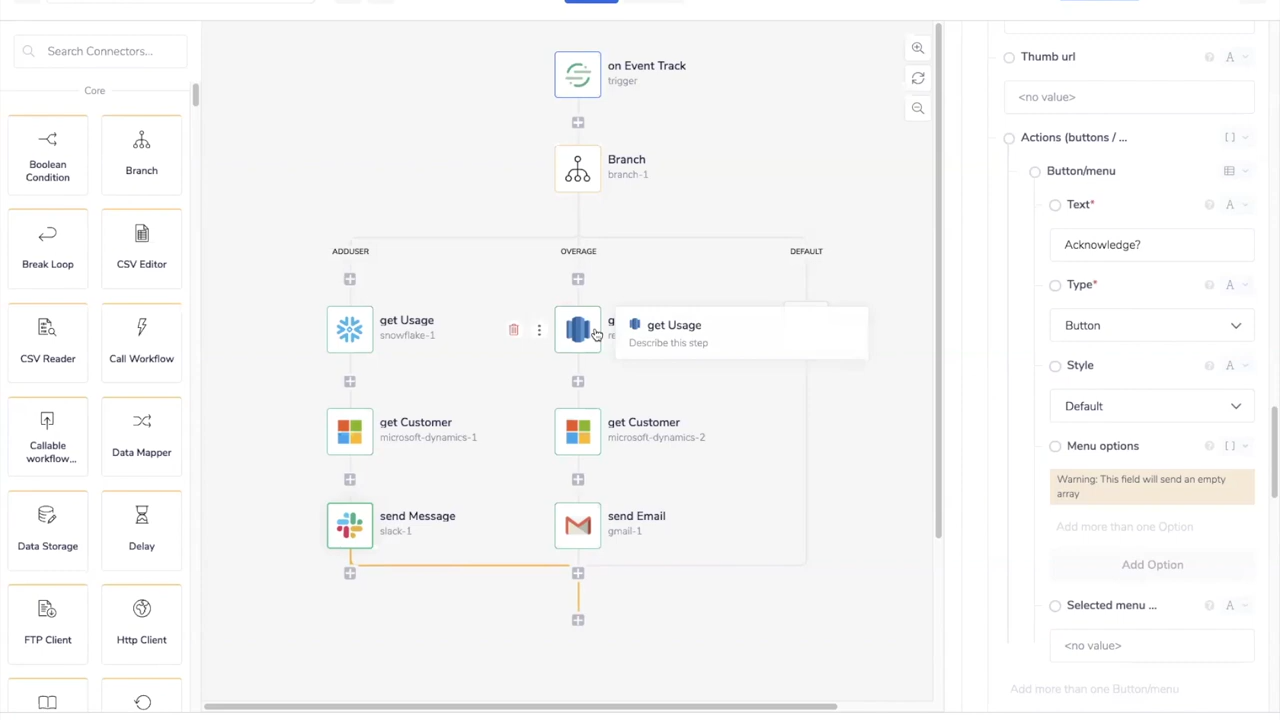 Search Connectors...
Core
Boolean
Condition
Branch
Break Loop
CSV Editor
CSV Reader
Call Workflow
Callable
workflow...
Data Mapper
Data Storage
Delay
FTP Client
Http Client
on Event Track
trigger
Branch
branch-1
ADDUSER
OVERAGE
DEFAULT
get Usage
snowflake-1
get Usage
Describe this step
get Customer
microsoft-dynamics-1
get Customer
microsoft-dynamics-2
send Message
slack-1
send Email
gmail-1
Thumb url
A
<no value>
Actions (buttons / ...
[ ]
Button/menu
Text*
A
Acknowledge?
Type*
A
Button
Style
A
Default
Menu options
[ ]
Warning: This field will send an empty
array
Add more than one Option
Add Option
Selected menu ...
A
<no value>
Add more than one Button/menu